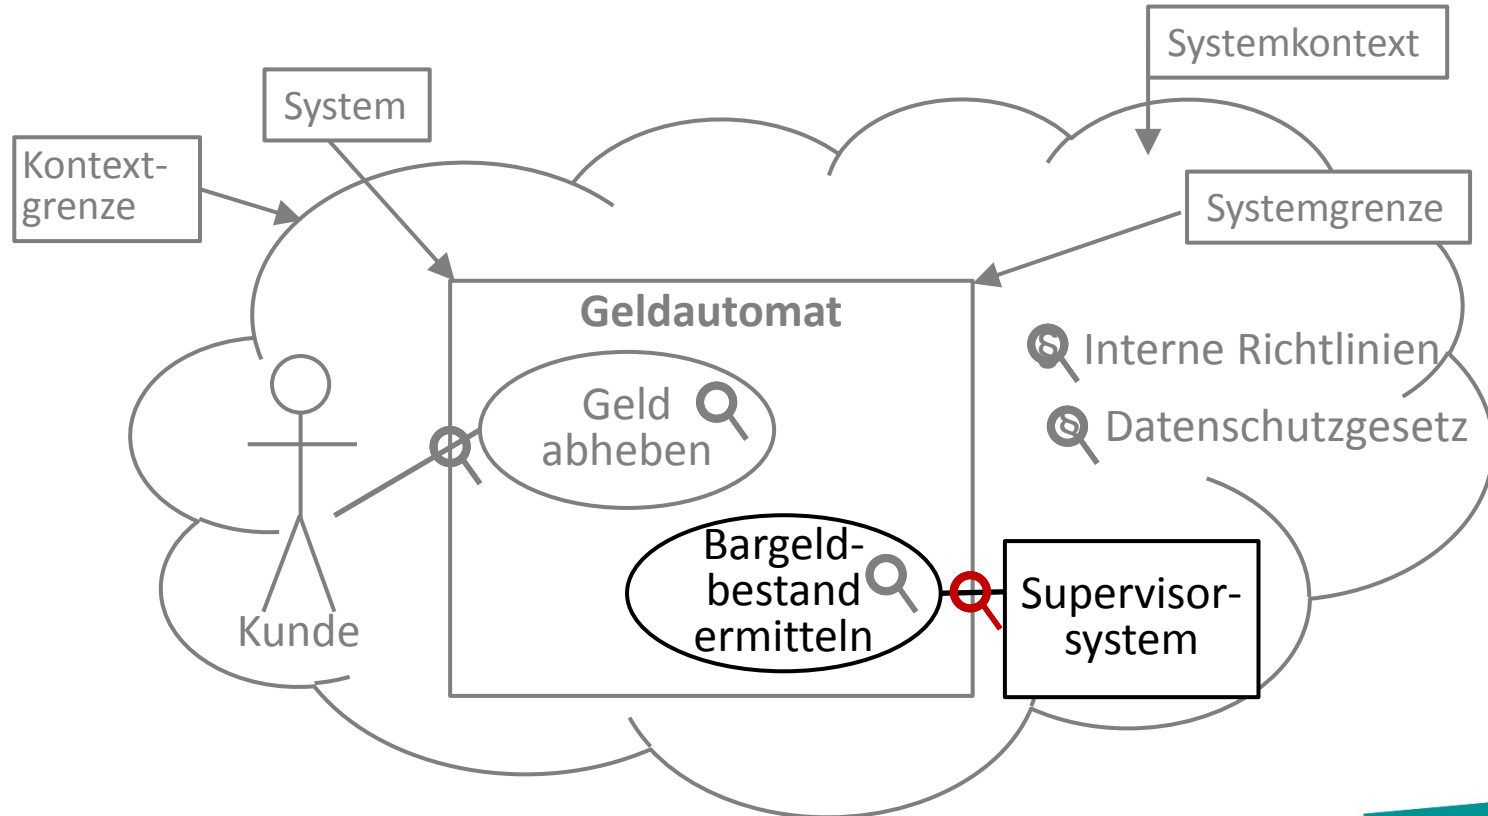 Systemkontext
System
Kontext-
grenze
Systemgrenze
Geldautomat
§ Interne Richtlinien
Geld
abheben
§ Datenschutzgesetz
Bargeld-
bestand
ermitteln
Supervisor-
system
Kunde